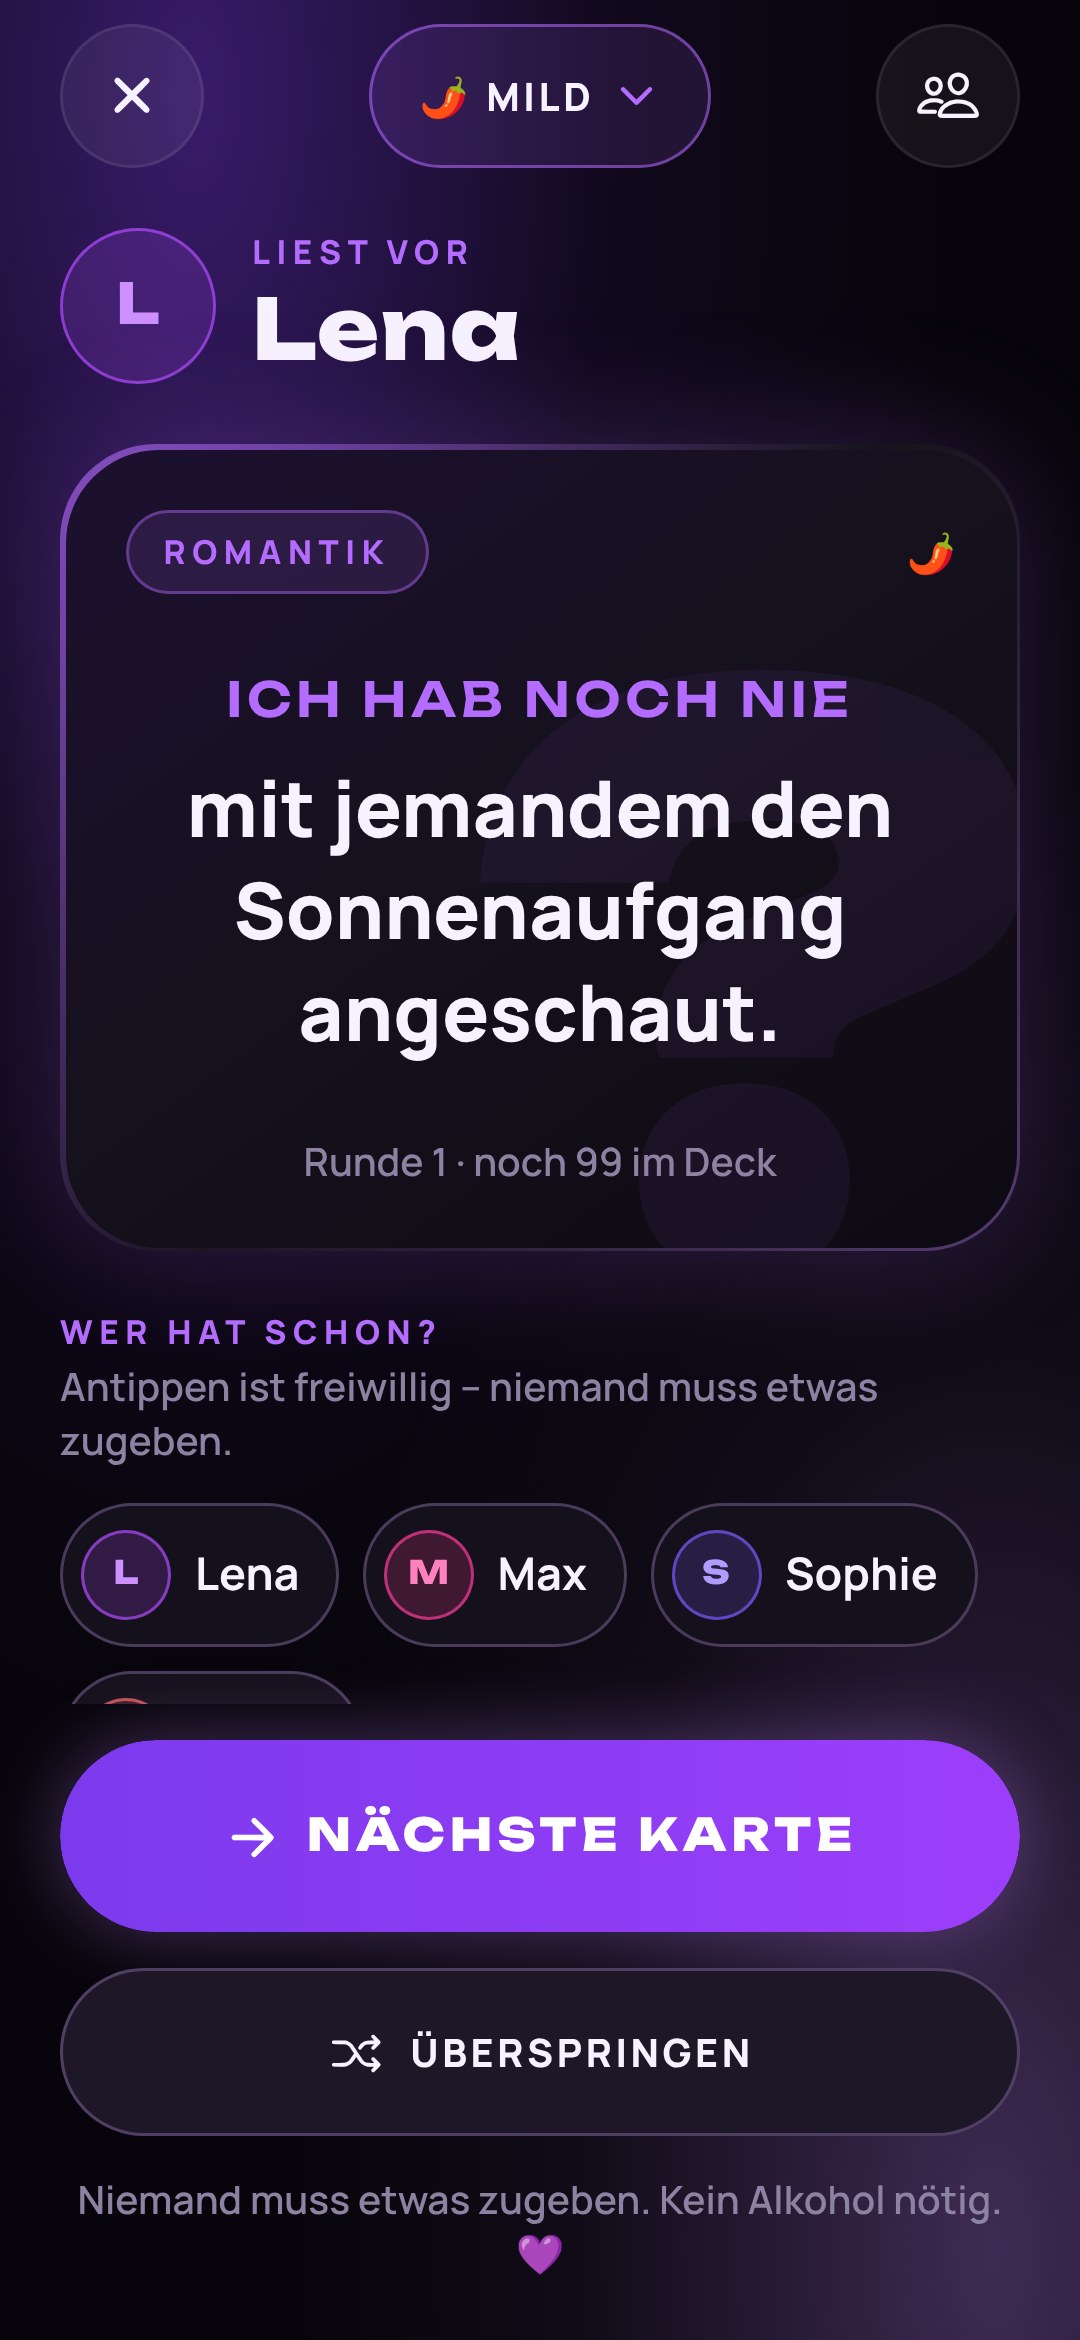 🌶️ MILD
L
LIEST VOR
Lena
ROMANTIK
🌶️
ICH HAB NOCH NIE
mit jemandem den
Sonnenaufgang
angeschaut.
Runde 1 · noch 99 im Deck
WER HAT SCHON?
Antippen ist freiwillig – niemand muss etwas
zugeben.
L Lena M Max S Sophie
→ NÄCHSTE KARTE
ÜBERSPRINGEN
Niemand muss etwas zugeben. Kein Alkohol nötig.
💜